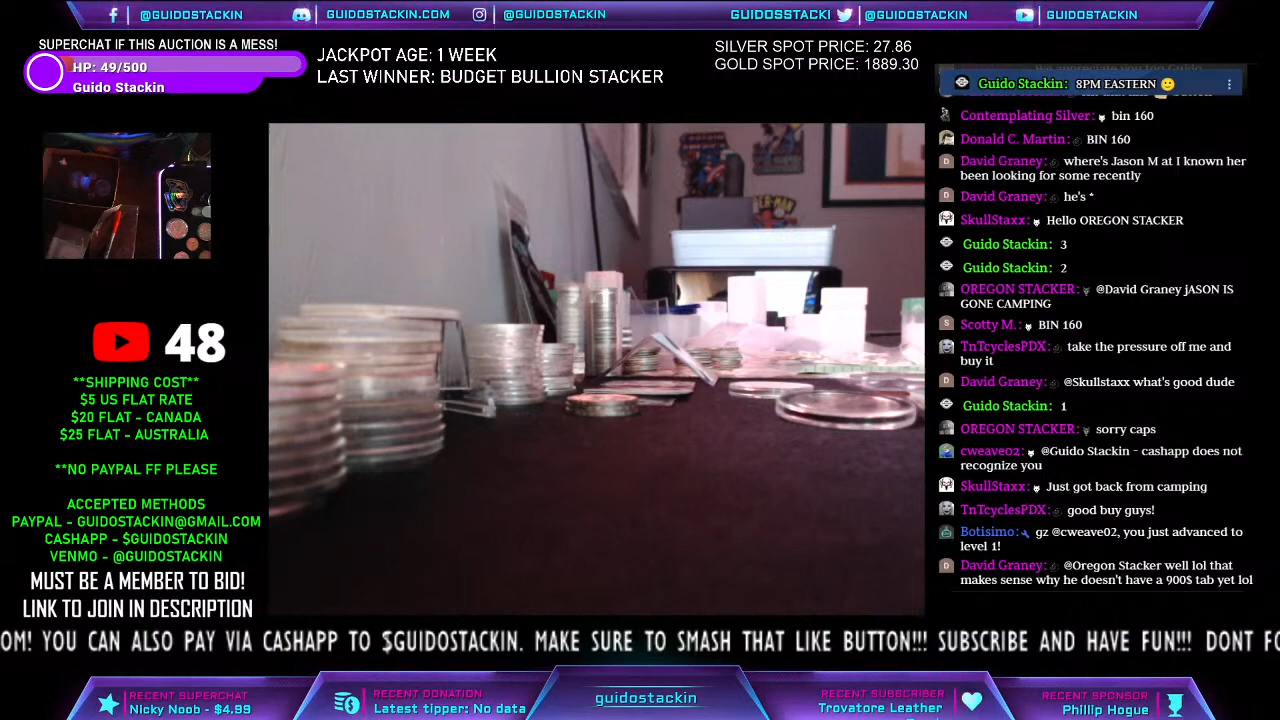 @GUIDOSTACKIN
GUIDOSTACKIN.COM
@GUIDOSTACKIN
GUIDOSSTACKI
@GUIDOSTACKIN
GUIDOSTACKIN
SUPERCHAT IF THIS AUCTION IS A MESS!
HP: 49/500
Guido Stackin
JACKPOT AGE: 1 WEEK
LAST WINNER: BUDGET BULLION STACKER
SILVER SPOT PRICE: 27.86
GOLD SPOT PRICE: 1889.30
Guido Stackin: 8PM EASTERN 🙂
Contemplating Silver: bin 160
Donald C. Martin: BIN 160
David Graney: where's Jason M at I known her
been looking for some recently
David Graney: he's *
SkullStaxx: Hello OREGON STACKER
Guido Stackin: 3
Guido Stackin: 2
OREGON STACKER: @David Graney jASON IS
GONE CAMPING
Scotty M.: BIN 160
TnTcyclesPDX: take the pressure off me and
buy it
David Graney: @Skullstaxx what's good dude
Guido Stackin: 1
OREGON STACKER: sorry caps
cweave02: @Guido Stackin - cashapp does not
recognize you
SkullStaxx: Just got back from camping
TnTcyclesPDX: good buy guys!
Botisimo: gz @cweave02, you just advanced to
level 1!
David Graney: @Oregon Stacker well lol that
makes sense why he doesn't have a 900$ tab yet lol
48
**SHIPPING COST**
$5 US FLAT RATE
$20 FLAT - CANADA
$25 FLAT - AUSTRALIA
**NO PAYPAL FF PLEASE
ACCEPTED METHODS
PAYPAL - GUIDOSTACKIN@GMAIL.COM
CASHAPP - $GUIDOSTACKIN
VENMO - @GUIDOSTACKIN
MUST BE A MEMBER TO BID!
LINK TO JOIN IN DESCRIPTION
OM! YOU CAN ALSO PAY VIA CASHAPP TO $GUIDOSTACKIN. MAKE SURE TO SMASH THAT LIKE BUTTON!!! SUBSCRIBE AND HAVE FUN!!! DONT FO
RECENT SUPERCHAT
Nicky Noob - $4.99
RECENT DONATION
Latest tipper: No data
guidostackin
RECENT SUBSCRIBER
Trovatore Leather
RECENT SPONSOR
Phillip Hogue